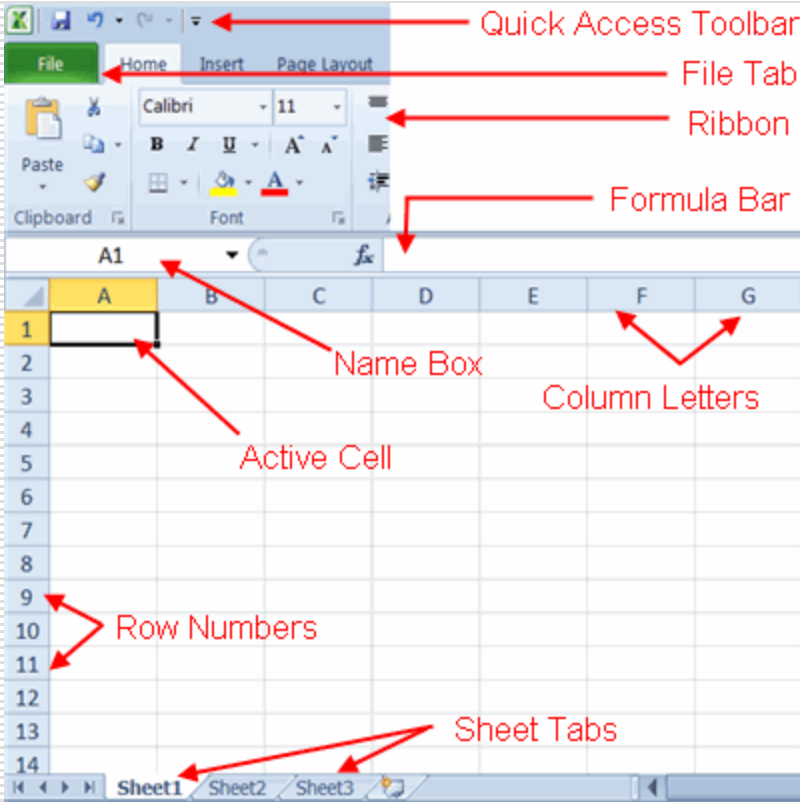 Quick Access Toolbar
File Home Insert Page Layout
File Tab
Calibri 11
Ribbon
Paste
B I U A A
A
Formula Bar
Clipboard Font
A1 fx
A B C D E F G
1
2
Name Box
3
Column Letters
4
Active Cell
5
6
7
8
9
Row Numbers
10
11
12
13
Sheet Tabs
14
Sheet1 Sheet2 Sheet3